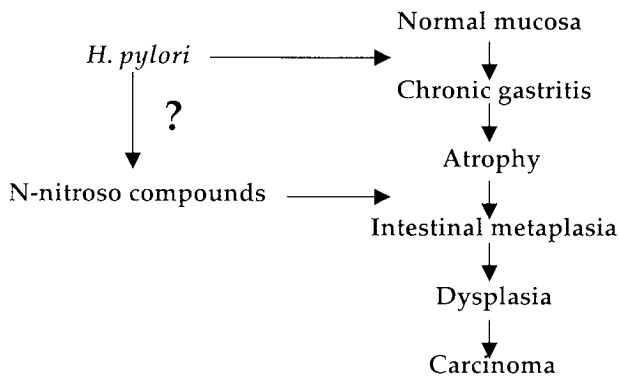 Normal mucosa
H. pylori
Chronic gastritis
?
Atrophy
N-nitroso compounds
Intestinal metaplasia
Dysplasia
Carcinoma